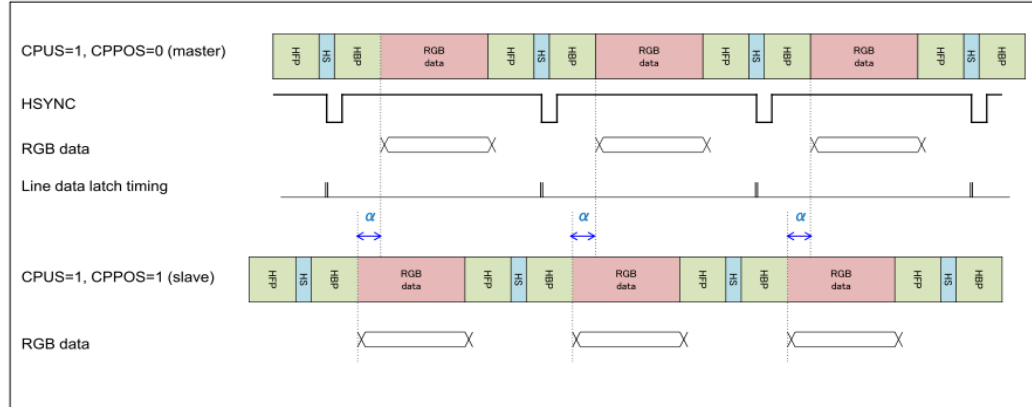 CPUS=1, CPPOS=0 (master)
HFP HS HBP RGB data HFP HS HBP RGB data HFP HS HBP RGB data HFP HS HBP
HSYNC
RGB data
Line data latch timing
α α α
CPUS=1, CPPOS=1 (slave)
HFP HS HBP RGB data HFP HS HBP RGB data HFP HS HBP RGB data HFP HS HBP
RGB data